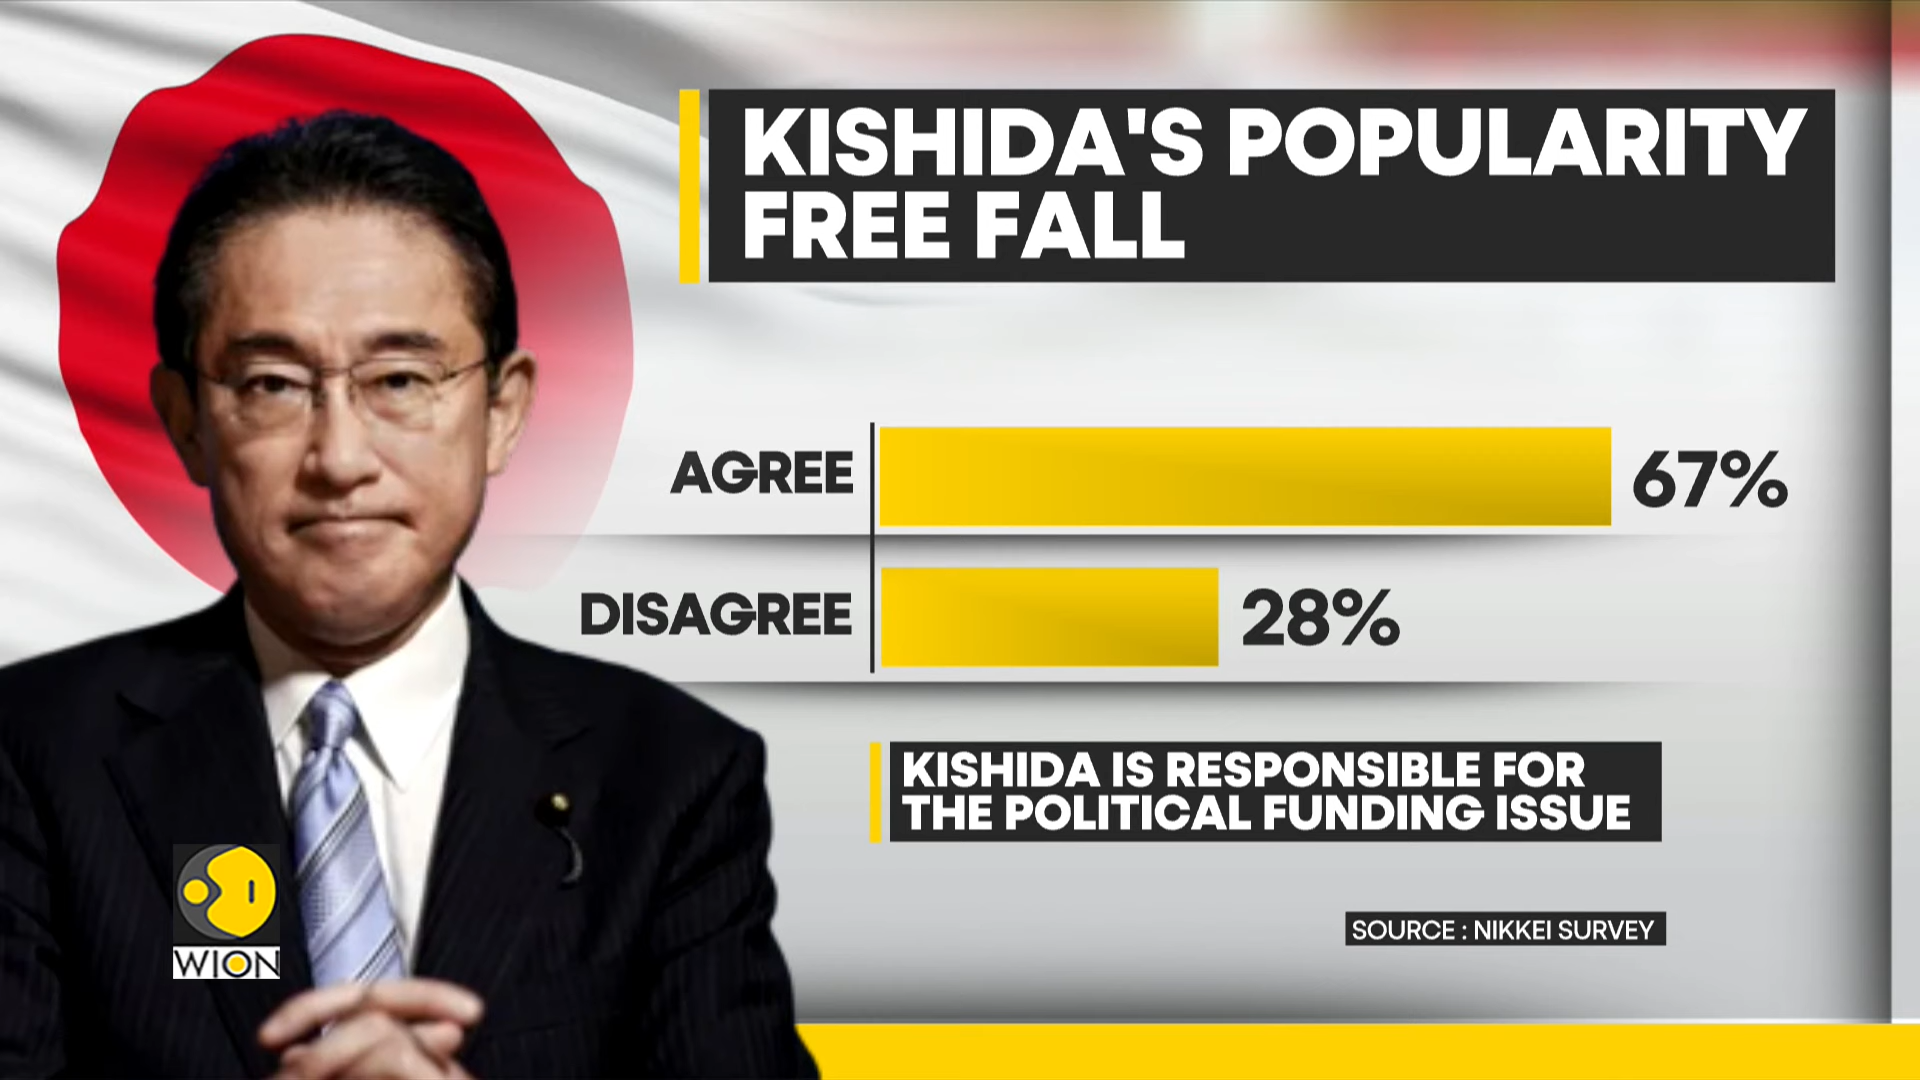 KISHIDA'S POPULARITY
FREE FALL
AGREE 67%
DISAGREE 28%
KISHIDA IS RESPONSIBLE FOR
THE POLITICAL FUNDING ISSUE
SOURCE : NIKKEI SURVEY
WION